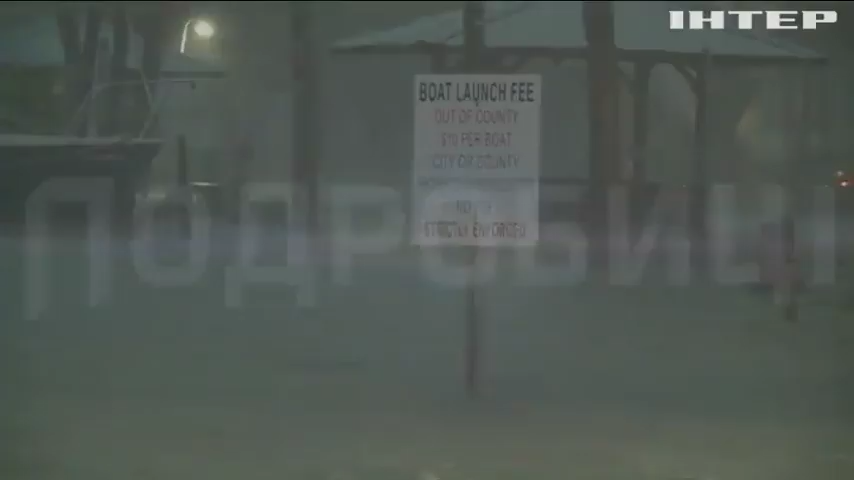 ІНТЕР
BOAT LAUNCH FEE
OUT OF COUNTY
$10 PER BOAT
CITY OR COUNTY
STRICTLY ENFORCED
ПОДРОБИЦІ